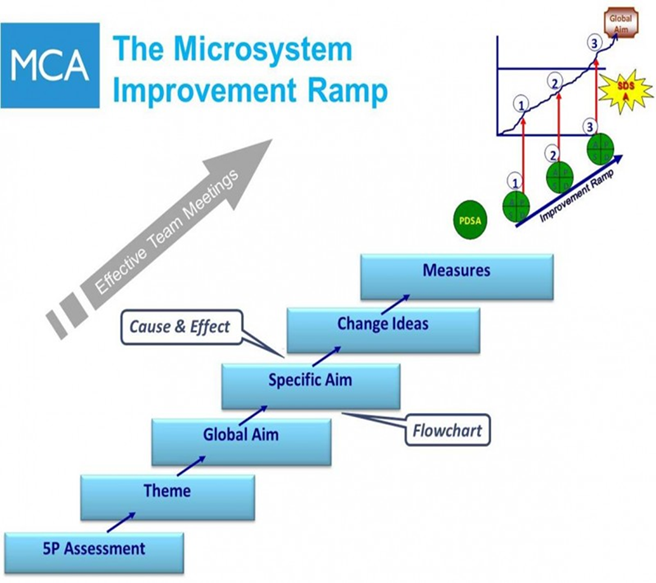 MCA
The Microsystem
Improvement Ramp
Global
Aim
3
2
1
SDSA
3
2
1
PDSA
Improvement Ramp
Effective Team Meetings
Measures
Change Ideas
Cause & Effect
Specific Aim
Flowchart
Global Aim
Theme
5P Assessment